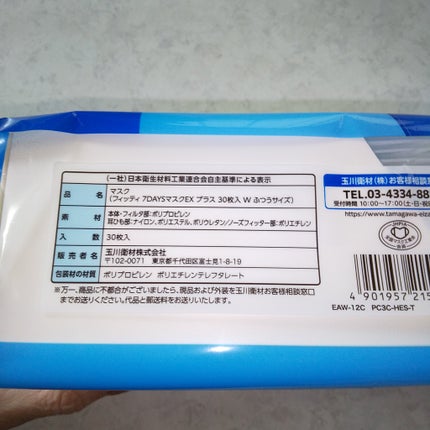 (一社)日本衛生材料工業連合会自主基準による表示
品名 マスク
(フィッティ 7DAYSマスクEX プラス 30枚入 W ふつうサイズ)
素材 本体・フィルタ部:ポリプロピレン
耳ひも部:ナイロン、ポリエステル、ポリウレタン/ノーズフィッター部:ポリエチレン
入数 30枚入
販売者名 玉川衛材株式会社
〒102-0071 東京都千代田区富士見1-8-19
包装材の材質 ポリプロピレン ポリエチレンテレフタレート
※万一、商品に不都合がございましたら、現品および外装を玉川衛材お客様相談窓口
までお送りください。代品と郵送料をお送りいたします。
玉川衛材(株)お客様相談
TEL.03-4334-88
受付時間 10:00〜17:00(土・日・祝
https://www.tamagawa-eiza
4 901957 215
EAW-12C PC3C-HES-T